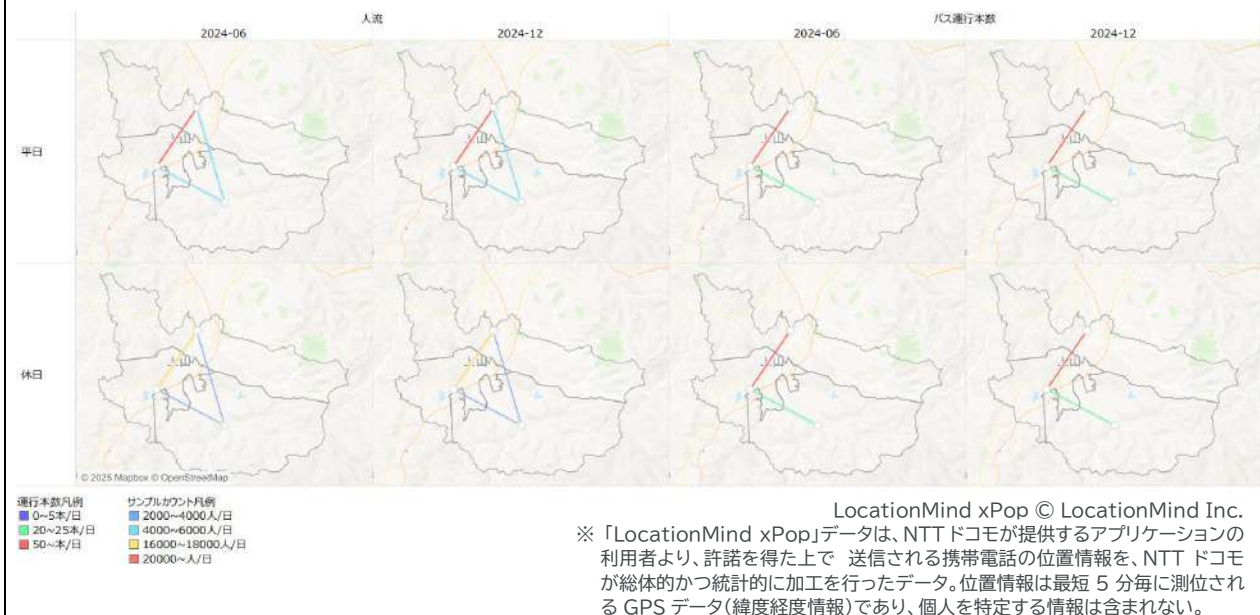 人流
バス運行本数
2024-06
2024-12
2024-06
2024-12
平日
休日
© 2025 Mapbox © OpenStreetMap
運行本数凡例
0~5本/日
20~25本/日
50~本/日
サンプルカウント凡例
2000~4000人/日
4000~6000人/日
16000~18000人/日
20000~人/日
LocationMind xPop © LocationMind Inc.
※ 「LocationMind xPop」データは、NTTドコモが提供するアプリケーションの
利用者より、許諾を得た上で 送信される携帯電話の位置情報を、NTT ドコモ
が総体的かつ統計的に加工を行ったデータ。位置情報は最短 5 分毎に測位され
る GPS データ(緯度経度情報)であり、個人を特定する情報は含まれない。